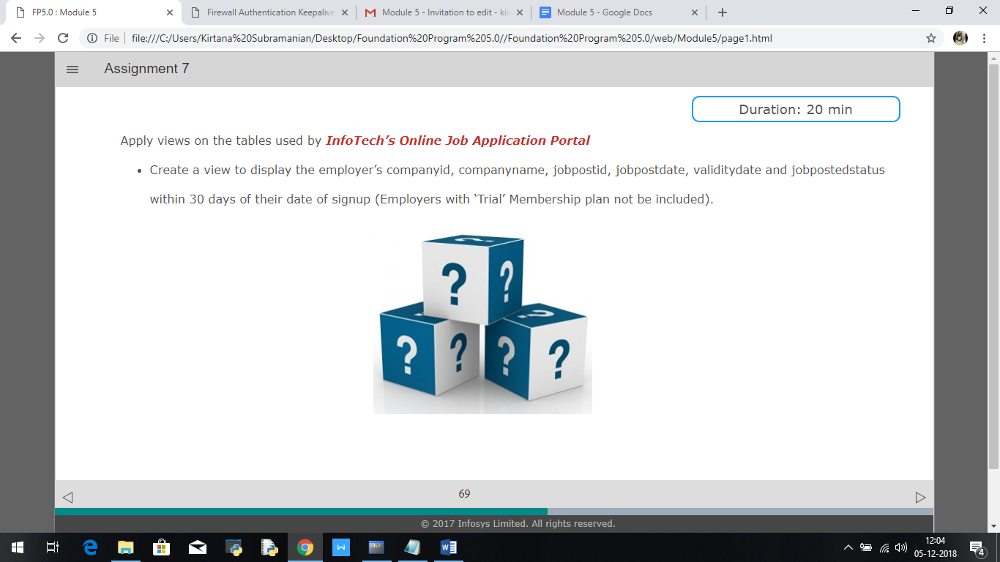 FP5.0 : Module 5
Firewall Authentication Keepalive
Module 5 - Invitation to edit - kir
Module 5 - Google Docs
File
file:///C:/Users/Kirtana%20Subramanian/Desktop/Foundation%20Program%205.0//Foundation%20Program%205.0/web/Module5/page1.html
Assignment 7
Duration: 20 min
Apply views on the tables used by InfoTech’s Online Job Application Portal
• Create a view to display the employer’s companyid, companyname, jobpostid, jobpostdate, validitydate and jobpostedstatus
within 30 days of their date of signup (Employers with ‘Trial’ Membership plan not be included).
?
?
?
?
?
?
?
?
69
© 2017 Infosys Limited. All rights reserved.
W
SQL>
W
12:04
05-12-2018
4